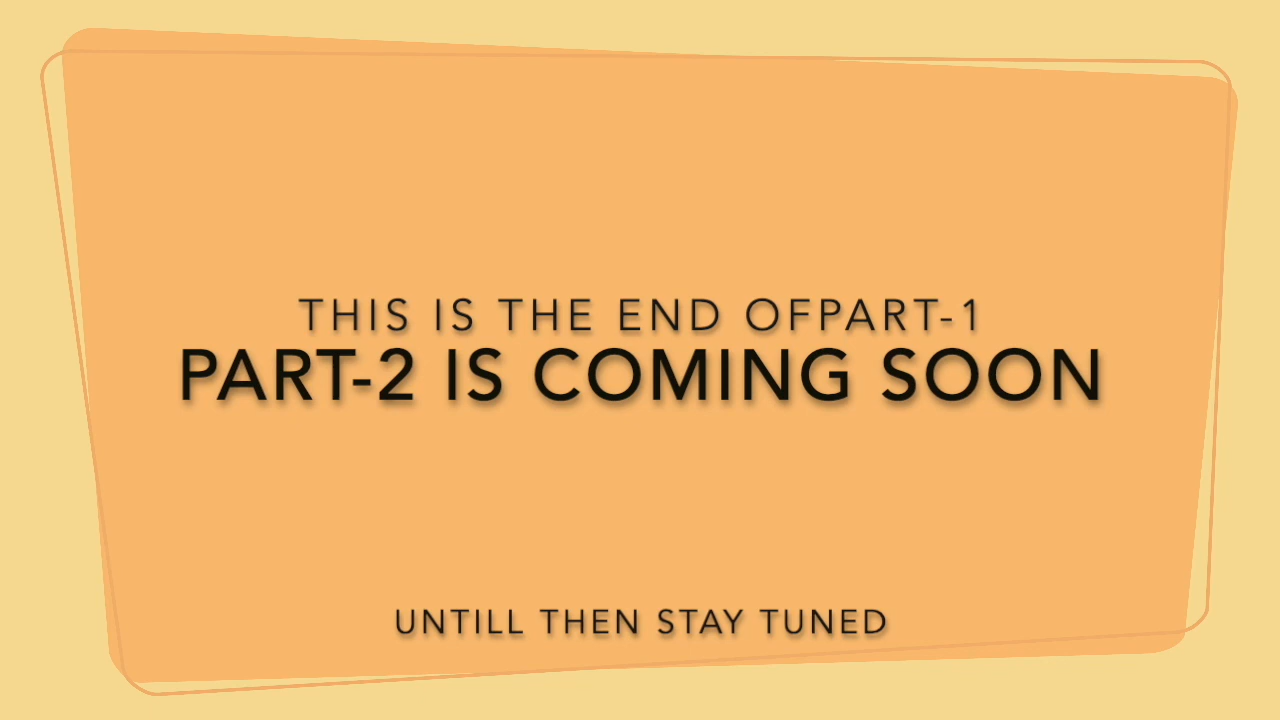 THIS IS THE END OFPART-1
PART-2 IS COMING SOON
UNTILL THEN STAY TUNED